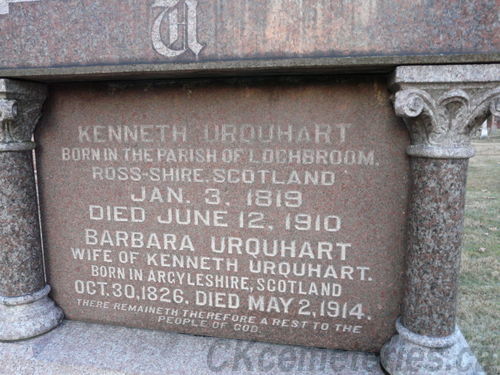 U
KENNETH URQUHART
BORN IN THE PARISH OF LOCHBROOM.
ROSS-SHIRE, SCOTLAND
JAN. 3. 1819
DIED JUNE 12, 1910
BARBARA URQUHART
WIFE OF KENNETH URQUHART.
BORN IN ARGYLESHIRE, SCOTLAND
OCT. 30, 1826. DIED MAY 2, 1914.
THERE REMAINETH THEREFORE A REST TO THE
PEOPLE OF GOD.
CKcemeteries.ca